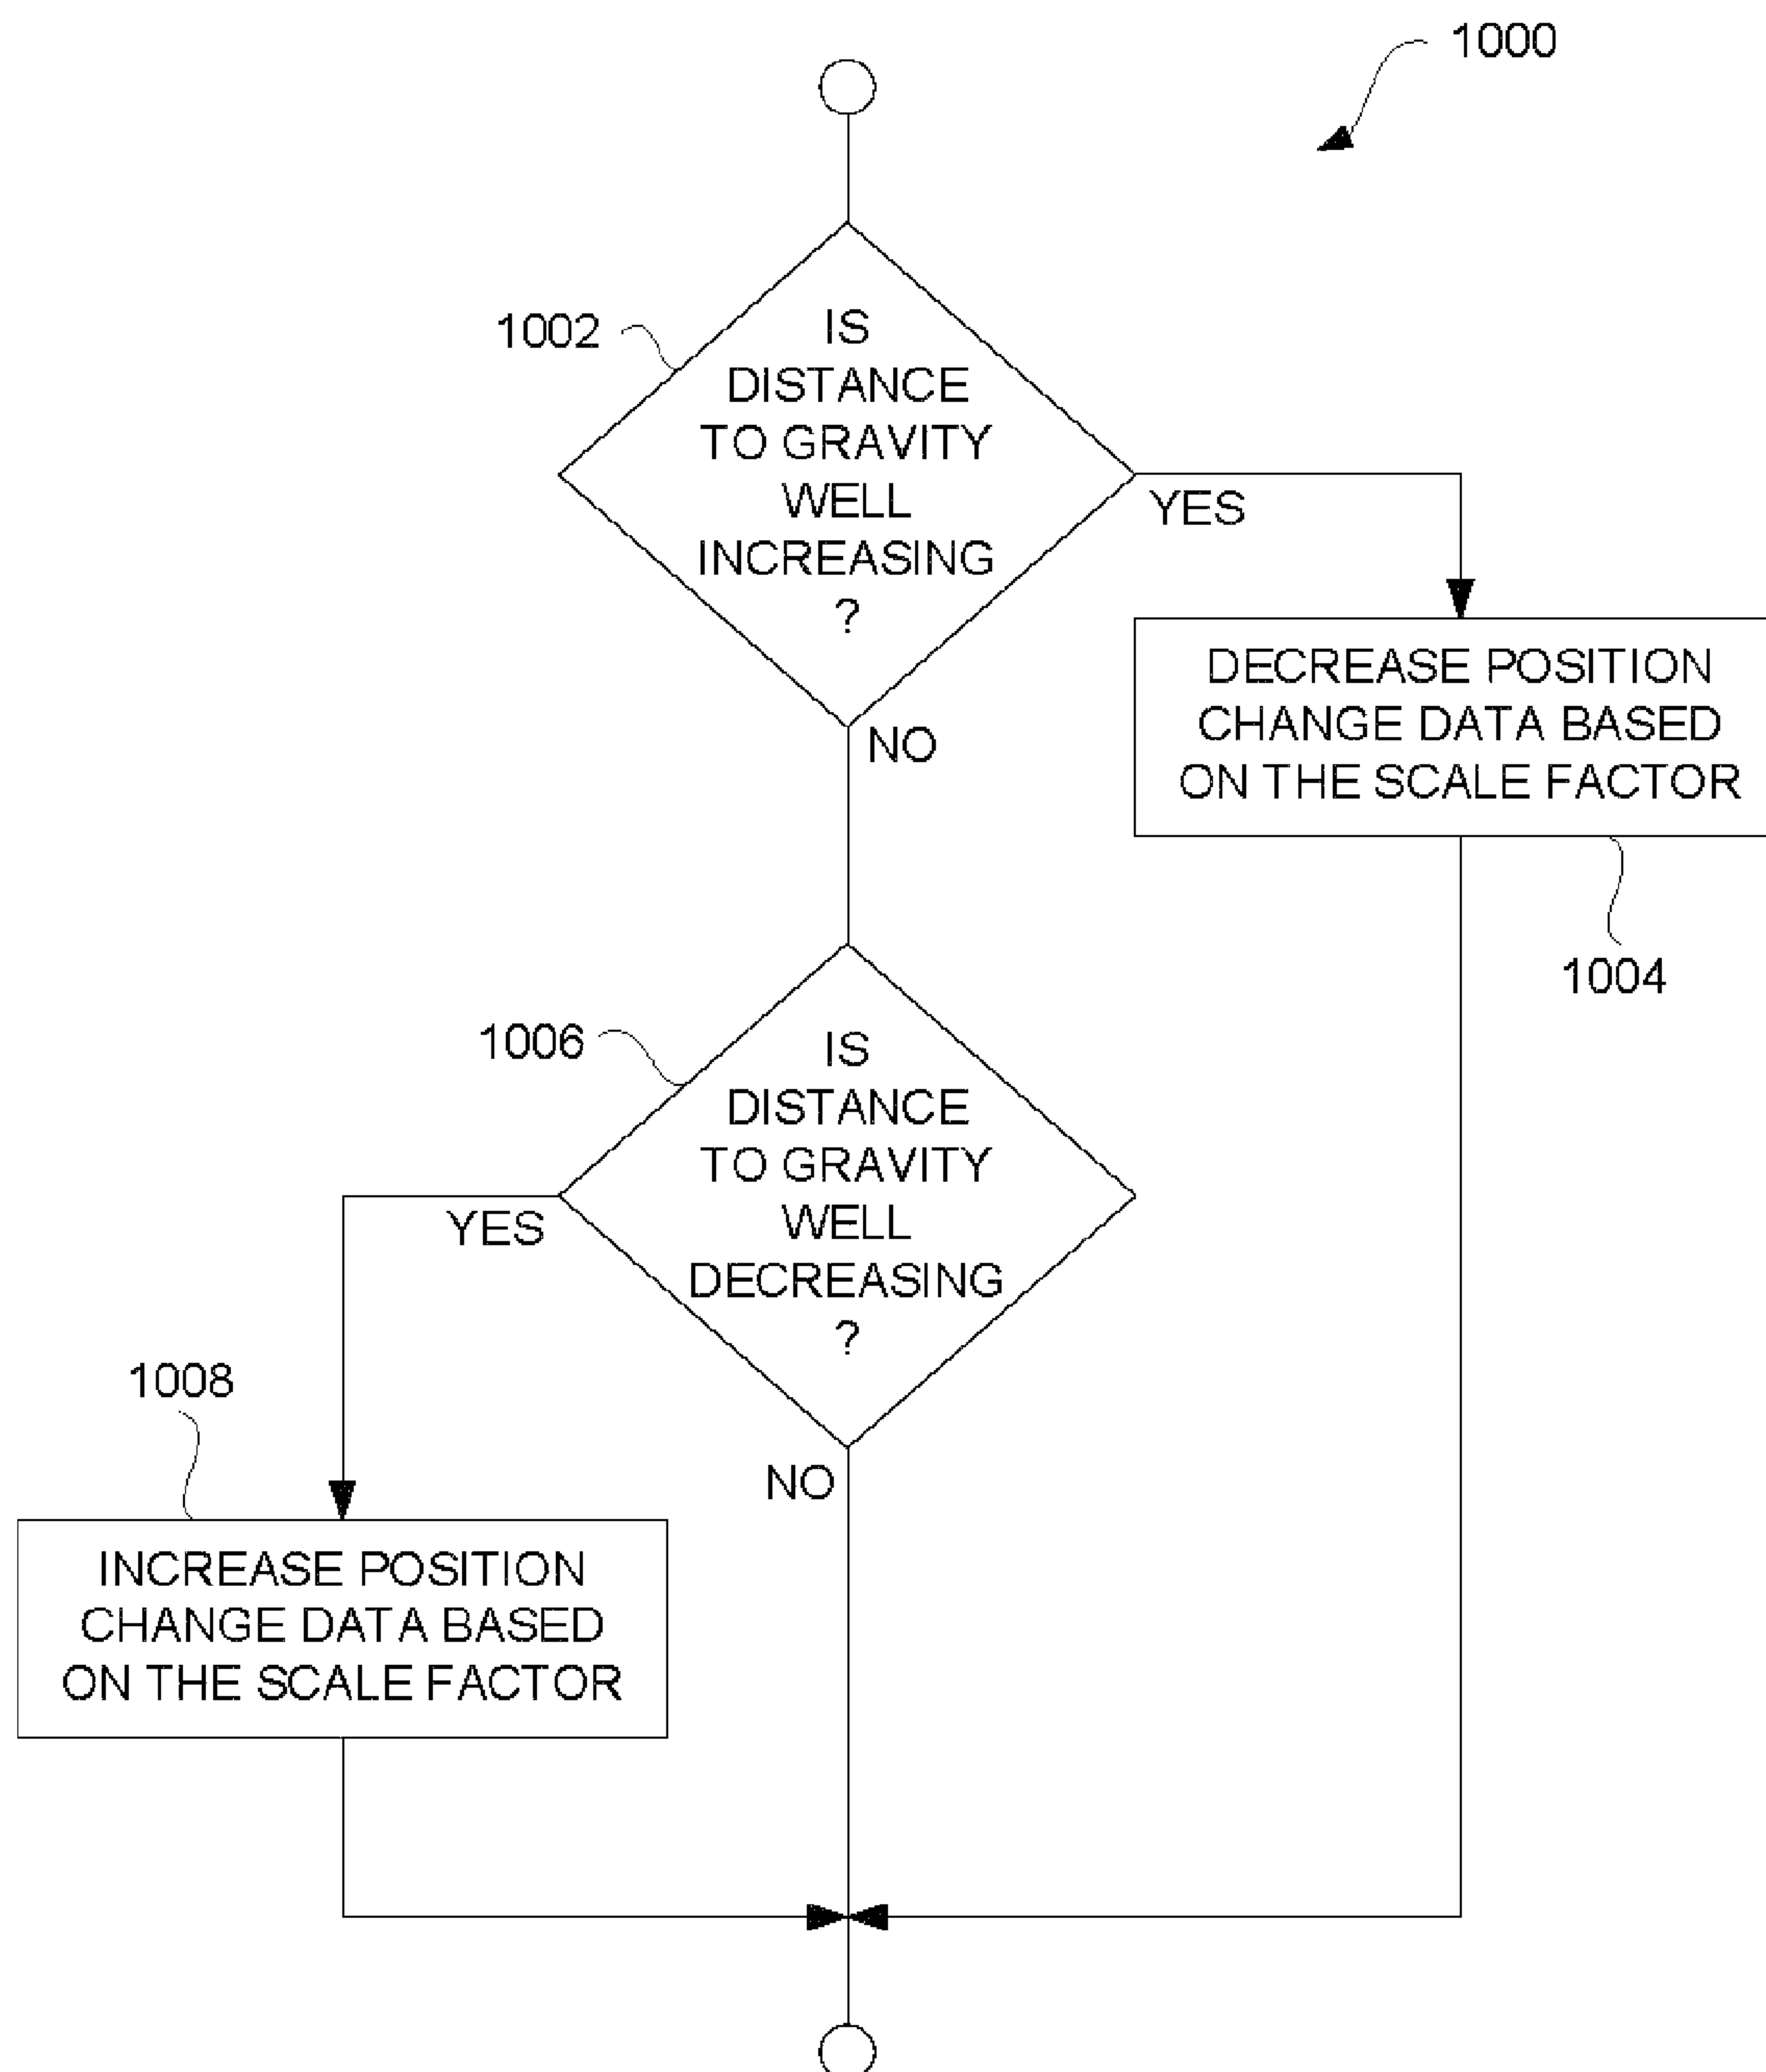 1000
1002
IS
DISTANCE
TO GRAVITY
WELL
INCREASING
?
YES
NO
DECREASE POSITION
CHANGE DATA BASED
ON THE SCALE FACTOR
1004
1006
IS
DISTANCE
TO GRAVITY
WELL
DECREASING
?
YES
NO
1008
INCREASE POSITION
CHANGE DATA BASED
ON THE SCALE FACTOR